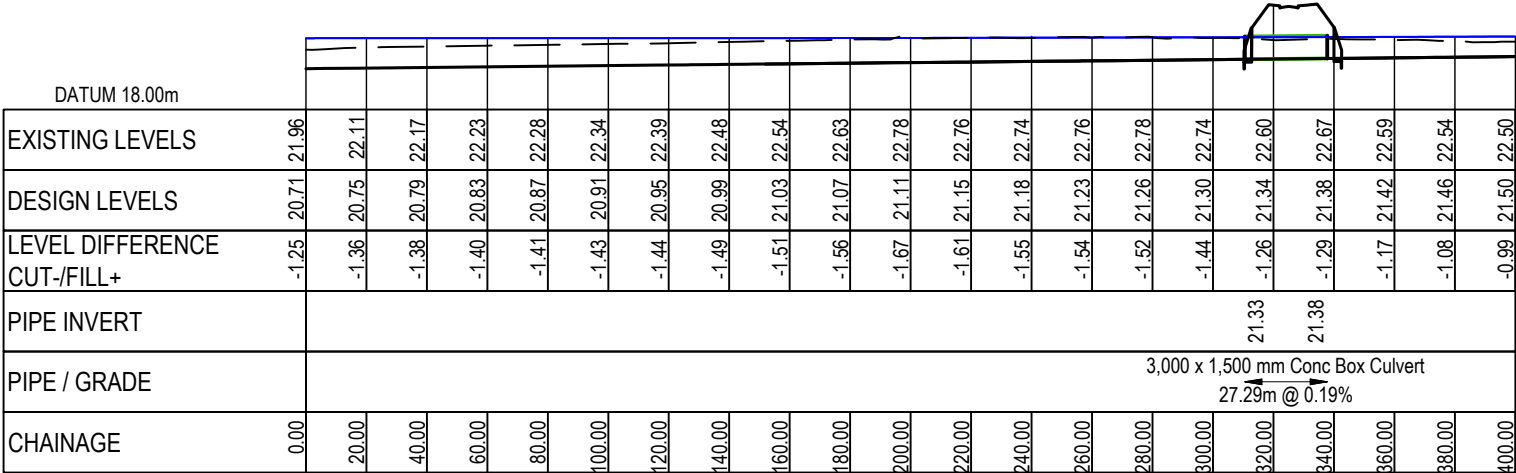 DATUM 18.00m
EXISTING LEVELS 21.96 22.11 22.17 22.23 22.28 22.34 22.39 22.48 22.54 22.63 22.78 22.76 22.74 22.76 22.78 22.74 22.60 22.67 22.59 22.54 22.50
DESIGN LEVELS 20.71 20.75 20.79 20.83 20.87 20.91 20.95 20.99 21.03 21.07 21.11 21.15 21.18 21.23 21.26 21.30 21.34 21.38 21.42 21.46 21.50
LEVEL DIFFERENCE
CUT-/FILL+ -1.25 -1.36 -1.38 -1.40 -1.41 -1.43 -1.44 -1.49 -1.51 -1.56 -1.67 -1.61 -1.55 -1.54 -1.52 -1.44 -1.26 -1.29 -1.17 -1.08 -0.99
PIPE INVERT 21.33 21.38
PIPE / GRADE 3,000 x 1,500 mm Conc Box Culvert
27.29m @ 0.19%
CHAINAGE 0.00 20.00 40.00 60.00 80.00 100.00 120.00 140.00 160.00 180.00 200.00 220.00 240.00 260.00 280.00 300.00 320.00 340.00 360.00 380.00 400.00